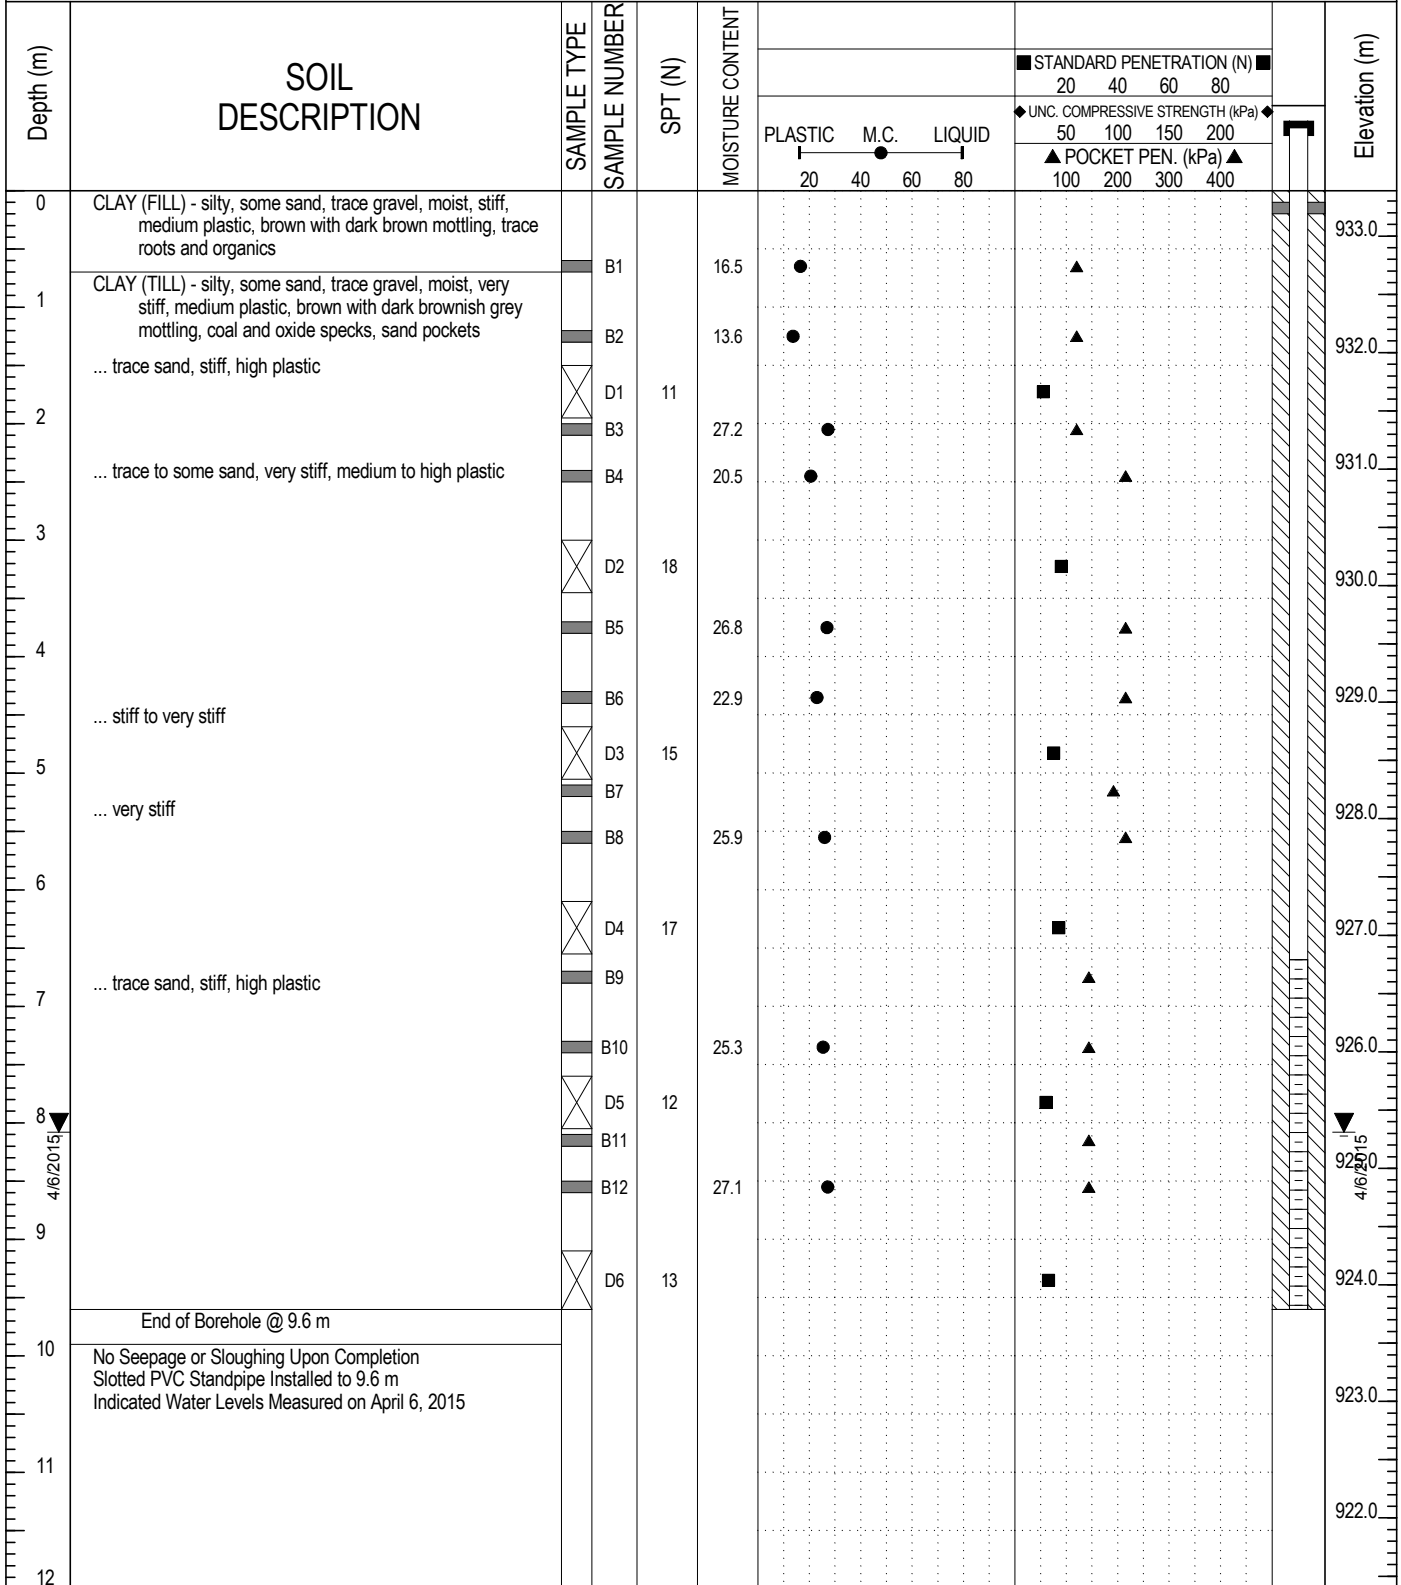 Depth (m)
SOIL
DESCRIPTION
SAMPLE TYPE
SAMPLE NUMBER
SPT (N)
MOISTURE CONTENT
PLASTIC M.C. LIQUID
20 40 60 80
STANDARD PENETRATION (N)
20 40 60 80
UNC. COMPRESSIVE STRENGTH (kPa)
50 100 150 200
POCKET PEN. (kPa)
100 200 300 400
Elevation (m)
0
CLAY (FILL) - silty, some sand, trace gravel, moist, stiff,
medium plastic, brown with dark brown mottling, trace
roots and organics
933.0
B1 16.5
CLAY (TILL) - silty, some sand, trace gravel, moist, very
stiff, medium plastic, brown with dark brownish grey
mottling, coal and oxide specks, sand pockets
1
B2 13.6
932.0
... trace sand, stiff, high plastic
D1 11
2
B3 27.2
... trace to some sand, very stiff, medium to high plastic
B4 20.5
931.0
3
D2 18
930.0
B5 26.8
4
B6 22.9
929.0
... stiff to very stiff
D3 15
5
B7
... very stiff
928.0
B8 25.9
6
D4 17
927.0
... trace sand, stiff, high plastic
B9
7
B10 25.3
926.0
D5 12
8
4/6/2015
B11
925.0
4/6/2015
B12 27.1
9
D6 13
924.0
End of Borehole @ 9.6 m
10
No Seepage or Sloughing Upon Completion
Slotted PVC Standpipe Installed to 9.6 m
Indicated Water Levels Measured on April 6, 2015
923.0
11
922.0
12